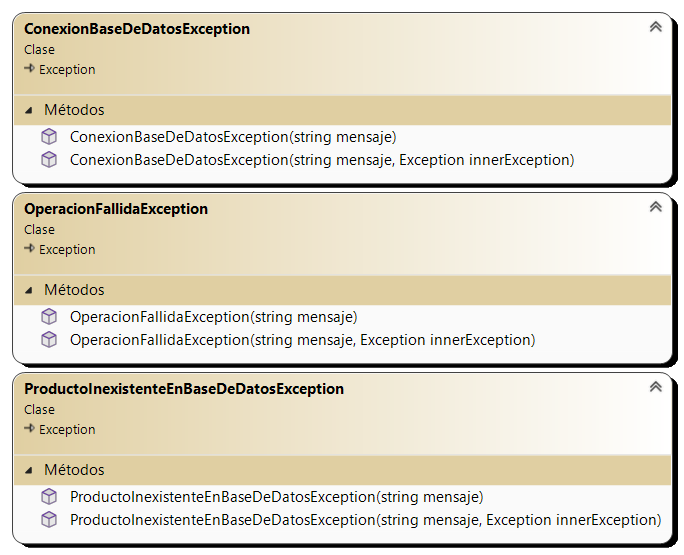 ConexionBaseDeDatosException
Clase
Exception
Métodos
ConexionBaseDeDatosException(string mensaje)
ConexionBaseDeDatosException(string mensaje, Exception innerException)
OperacionFallidaException
Clase
Exception
Métodos
OperacionFallidaException(string mensaje)
OperacionFallidaException(string mensaje, Exception innerException)
ProductoInexistenteEnBaseDeDatosException
Clase
Exception
Métodos
ProductoInexistenteEnBaseDeDatosException(string mensaje)
ProductoInexistenteEnBaseDeDatosException(string mensaje, Exception innerException)